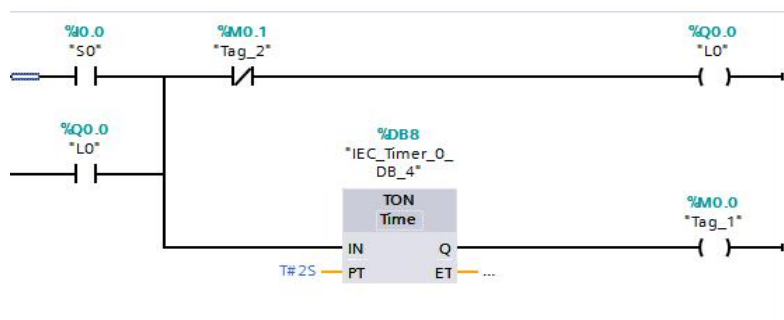 %I0.0
"S0"
%M0.1
"Tag_2"
%Q0.0
"L0"
%Q0.0
"L0"
%DB8
"IEC_Timer_0_
DB_4"
TON
Time
%M0.0
"Tag_1"
IN
Q
T#2S
PT
ET
...